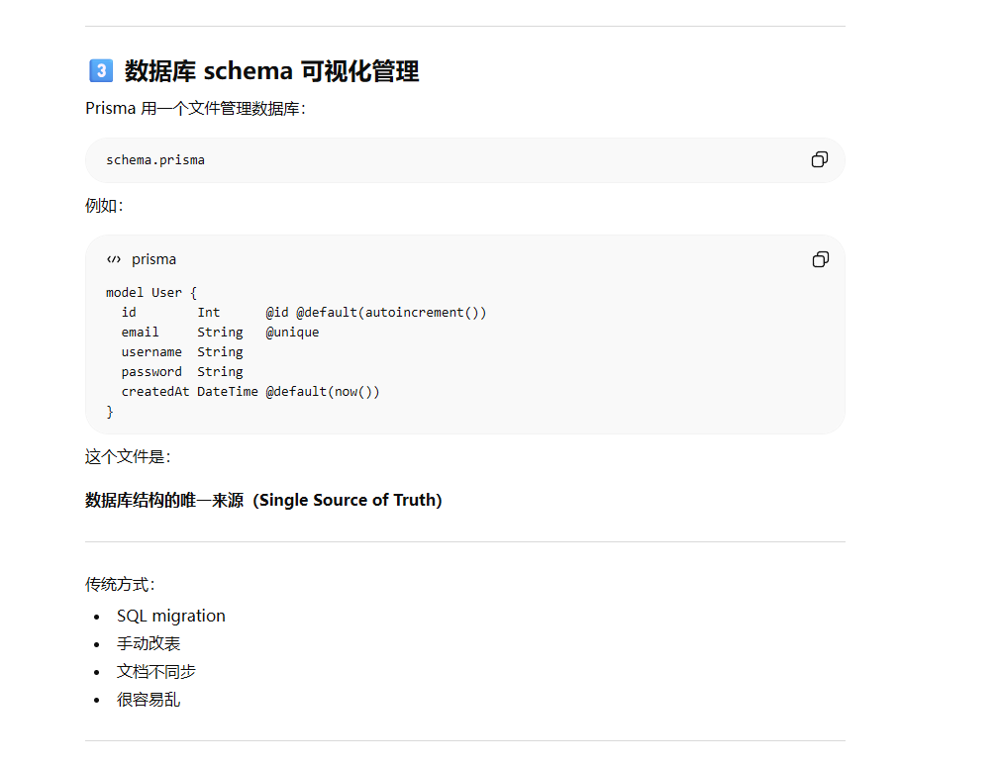 3 数据库 schema 可视化管理
Prisma 用一个文件管理数据库：
schema.prisma
例如：
prisma
model User {
  id        Int      @id @default(autoincrement())
  email     String   @unique
  username  String
  password  String
  createdAt DateTime @default(now())
}
这个文件是：
数据库结构的唯一来源（Single Source of Truth）
传统方式：
• SQL migration
• 手动改表
• 文档不同步
• 很容易乱